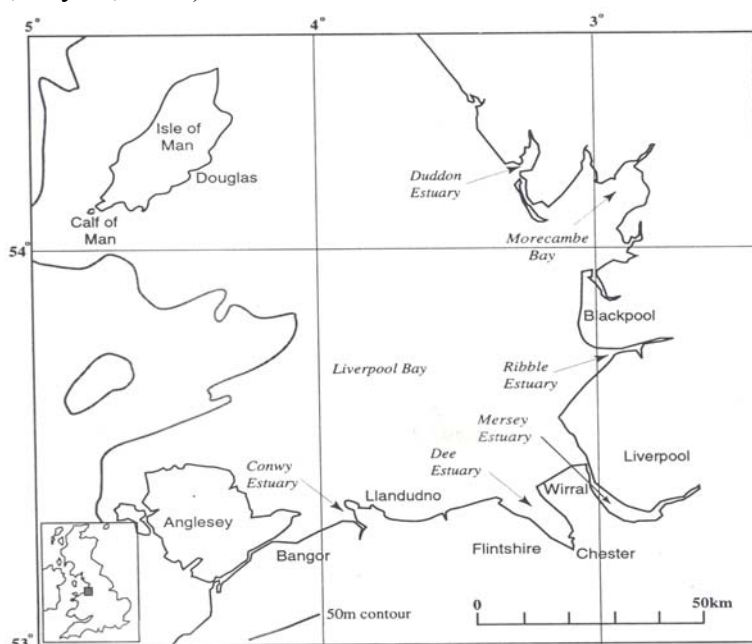 5°
4°
3°
Isle of
Man
Douglas
Calf of
Man
Duddon
Estuary
Morecambe
Bay
54°
Blackpool
Liverpool Bay
Ribble
Estuary
Mersey
Estuary
Liverpool
Dee
Estuary
Conwy
Estuary
Llandudno
Wirral
Anglesey
Bangor
Flintshire
Chester
50m contour
0
50km
53°